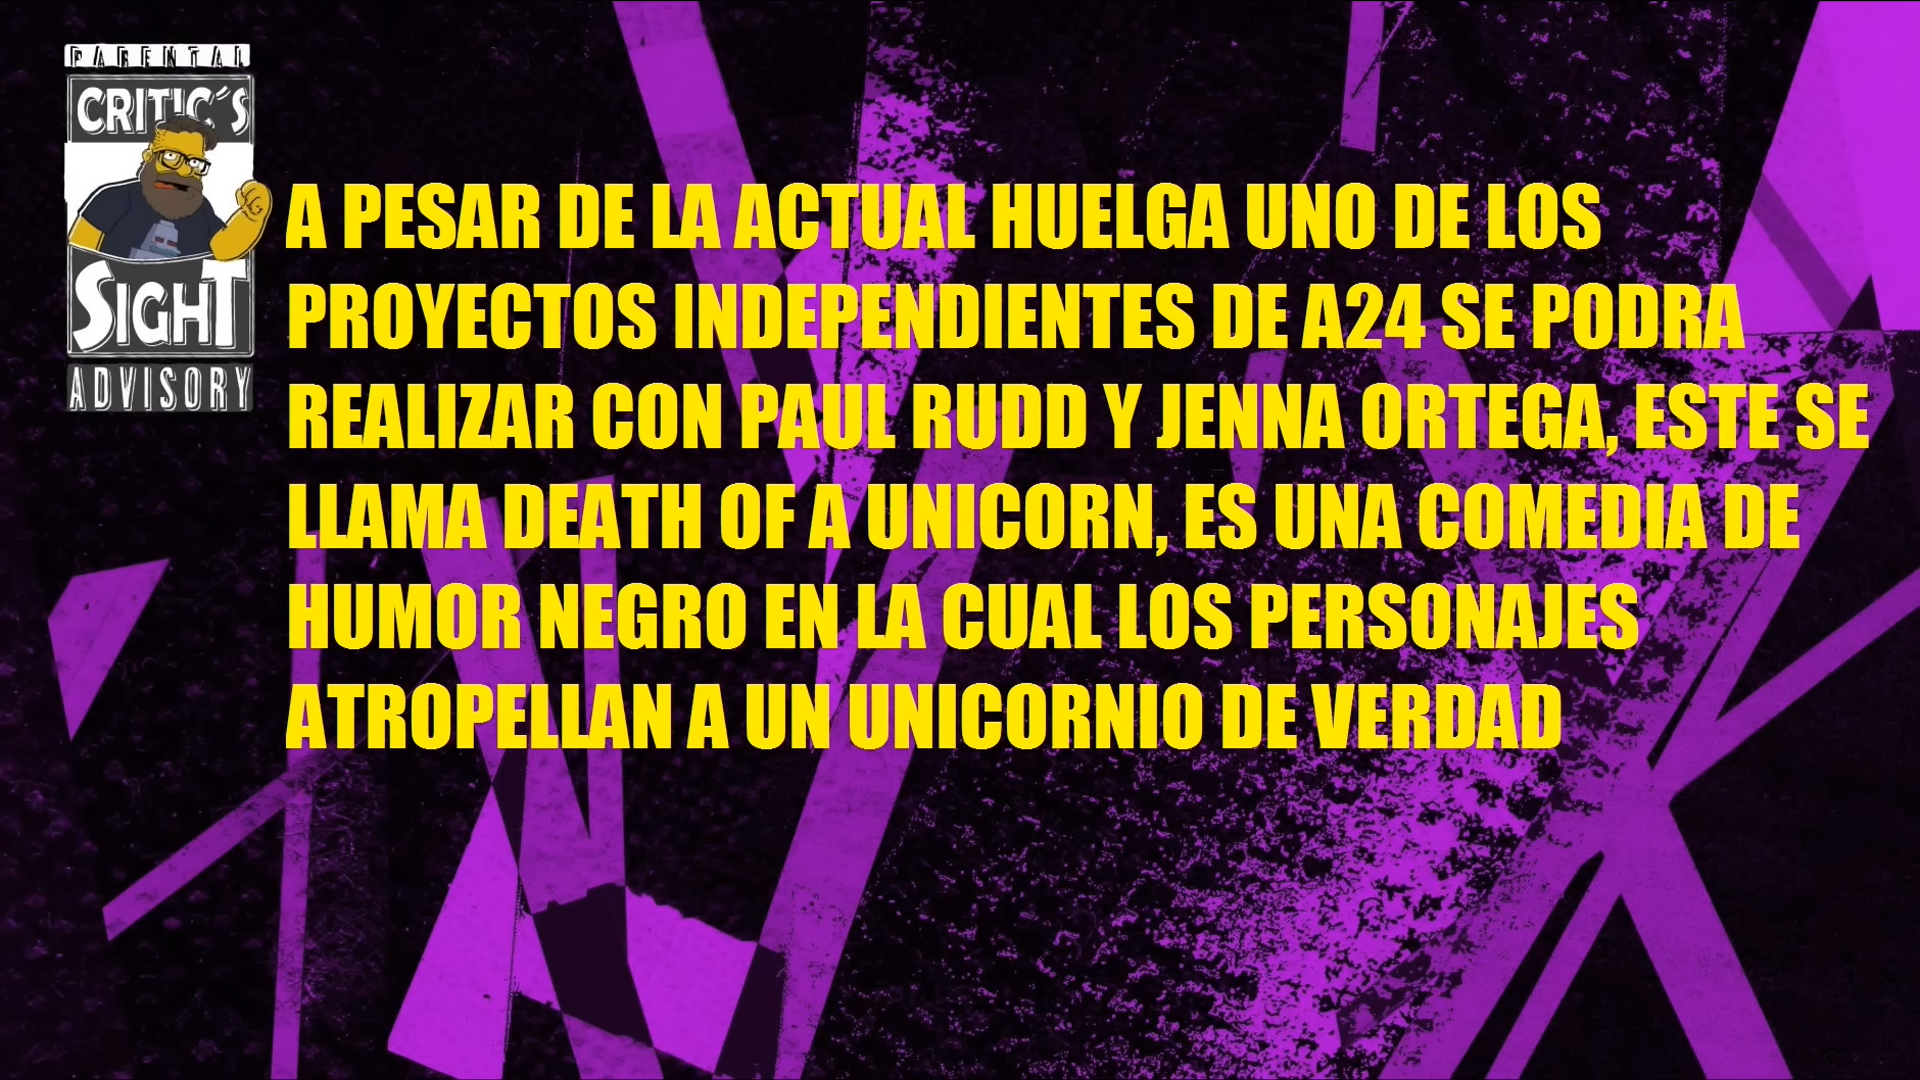 PARENTAL
CRITIC´S
SIGHT
ADVISORY
A PESAR DE LA ACTUAL HUELGA UNO DE LOS
PROYECTOS INDEPENDIENTES DE A24 SE PODRA
REALIZAR CON PAUL RUDD Y JENNA ORTEGA, ESTE SE
LLAMA DEATH OF A UNICORN, ES UNA COMEDIA DE
HUMOR NEGRO EN LA CUAL LOS PERSONAJES
ATROPELLAN A UN UNICORNIO DE VERDAD